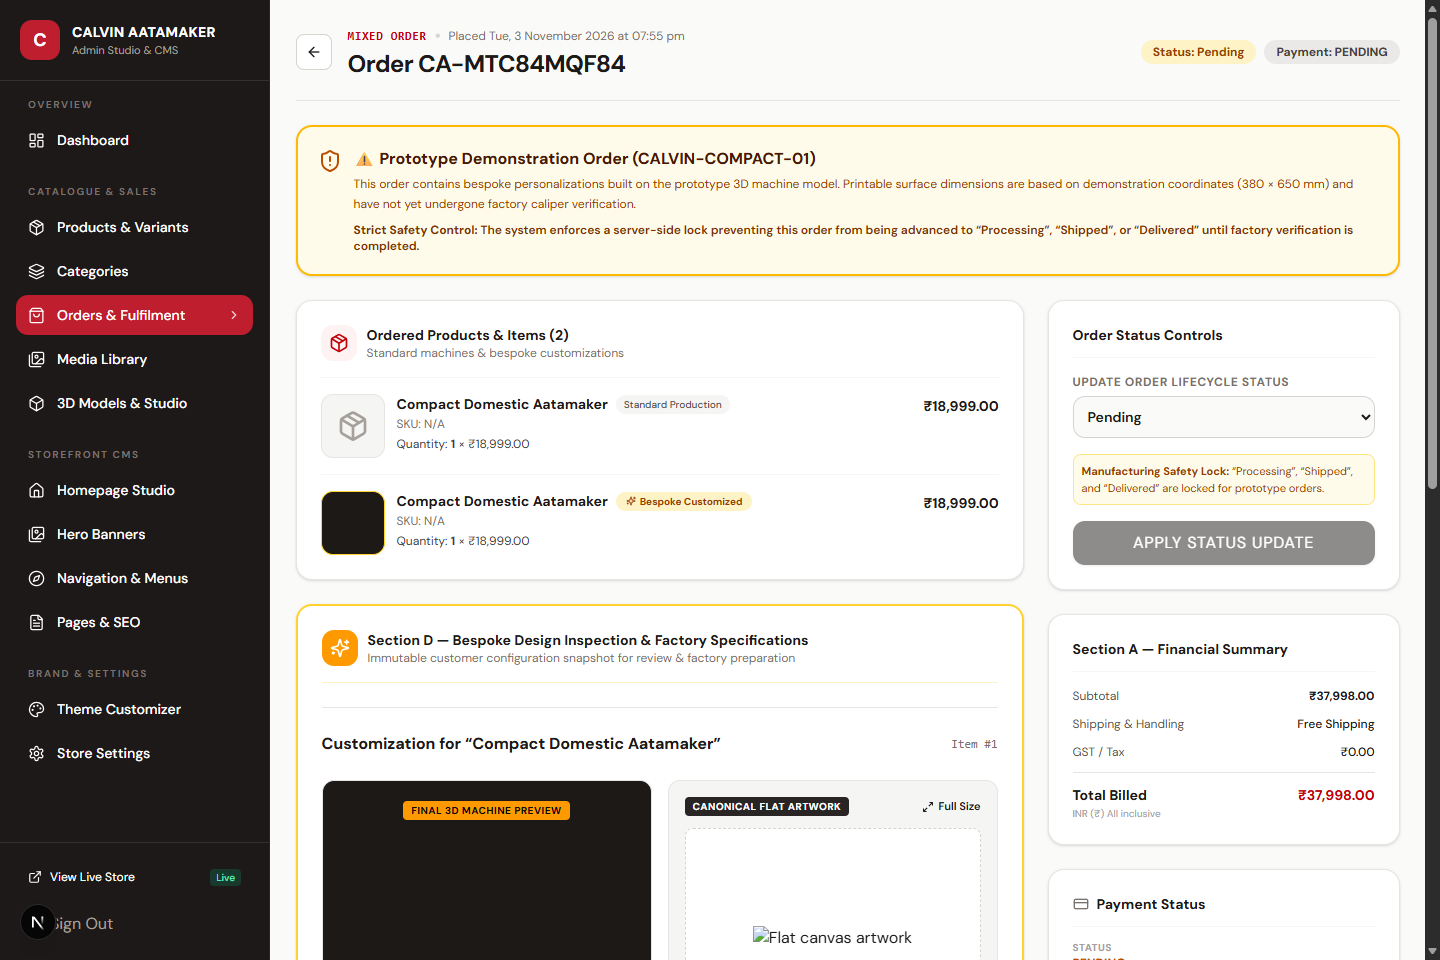 C
CALVIN AATAMAKER
Admin Studio & CMS
OVERVIEW
Dashboard
CATALOGUE & SALES
Products & Variants
Categories
Orders & Fulfilment
Media Library
3D Models & Studio
STOREFRONT CMS
Homepage Studio
Hero Banners
Navigation & Menus
Pages & SEO
BRAND & SETTINGS
Theme Customizer
Store Settings
View Live Store
Live
N
Sign Out
MIXED ORDER • Placed Tue, 3 November 2026 at 07:55 pm
Order CA-MTC84MQF84
Status: Pending
Payment: PENDING
⚠️ Prototype Demonstration Order (CALVIN-COMPACT-01)
This order contains bespoke personalizations built on the prototype 3D machine model. Printable surface dimensions are based on demonstration coordinates (380 × 650 mm) and
have not yet undergone factory caliper verification.
Strict Safety Control: The system enforces a server-side lock preventing this order from being advanced to “Processing”, “Shipped”, or “Delivered” until factory verification is
completed.
Ordered Products & Items (2)
Standard machines & bespoke customizations
Compact Domestic Aatamaker
Standard Production
₹18,999.00
SKU: N/A
Quantity: 1 × ₹18,999.00
Compact Domestic Aatamaker
Bespoke Customized
₹18,999.00
SKU: N/A
Quantity: 1 × ₹18,999.00
Section D — Bespoke Design Inspection & Factory Specifications
Immutable customer configuration snapshot for review & factory preparation
Customization for “Compact Domestic Aatamaker”
Item #1
FINAL 3D MACHINE PREVIEW
CANONICAL FLAT ARTWORK
Full Size
Flat canvas artwork
Order Status Controls
UPDATE ORDER LIFECYCLE STATUS
Pending
Manufacturing Safety Lock: “Processing”, “Shipped”,
and “Delivered” are locked for prototype orders.
APPLY STATUS UPDATE
Section A — Financial Summary
Subtotal
₹37,998.00
Shipping & Handling
Free Shipping
GST / Tax
₹0.00
Total Billed
₹37,998.00
INR (₹) All inclusive
Payment Status
STATUS
PENDING